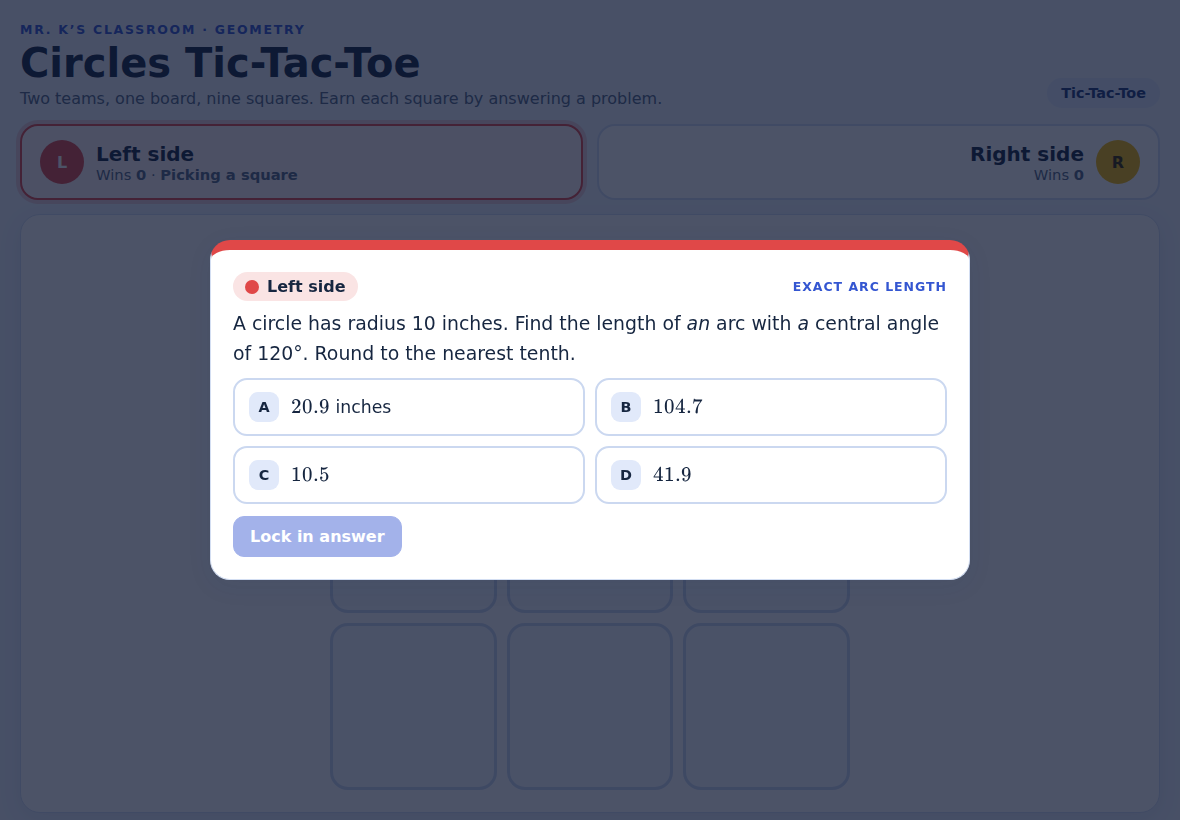 MR. K'S CLASSROOM · GEOMETRY
Circles Tic-Tac-Toe
Two teams, one board, nine squares. Earn each square by answering a problem.
Tic-Tac-Toe
L
Left side
Wins 0 · Picking a square
Right side
Wins 0
R
Left side
EXACT ARC LENGTH
A circle has radius 10 inches. Find the length of an arc with a central angle
of 120°. Round to the nearest tenth.
A 20.9 inches
B 104.7
C 10.5
D 41.9
Lock in answer